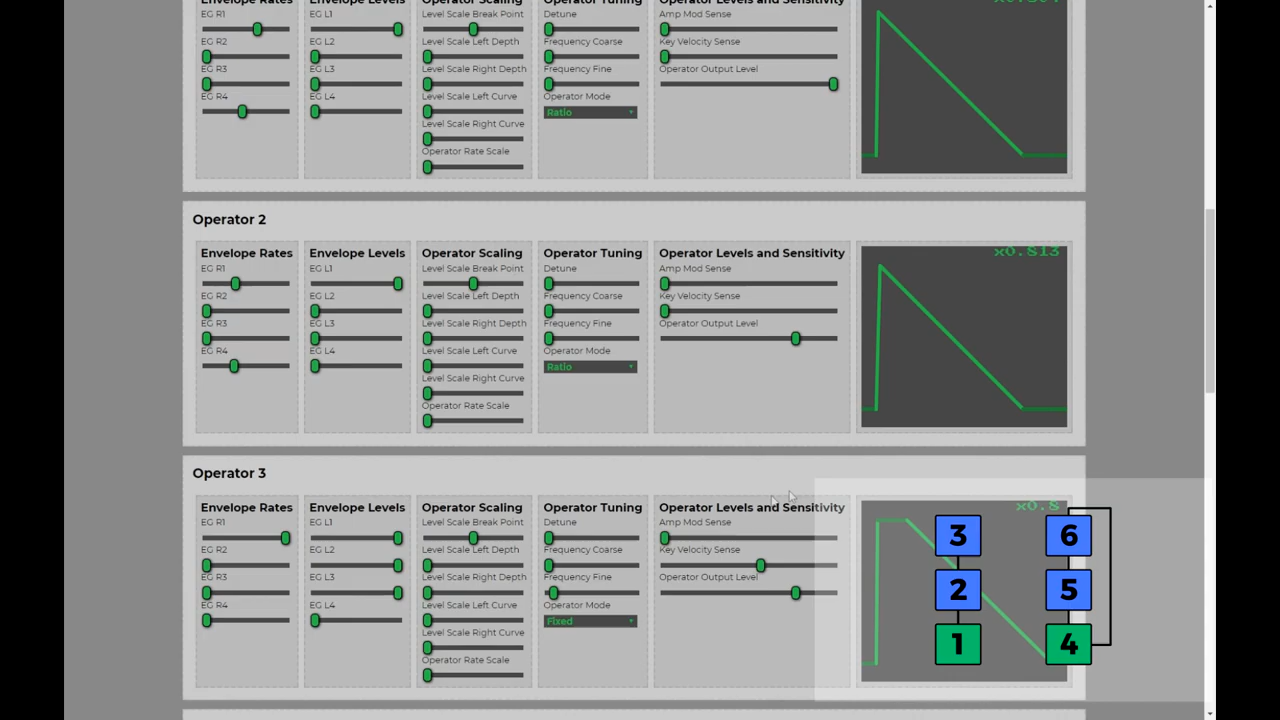 x0.304
Envelope Rates Envelope Levels Operator Scaling Operator Tuning Operator Levels and Sensitivity
EG R1 EG L1 Level Scale Break Point Detune Amp Mod Sense
EG R2 EG L2 Level Scale Left Depth Frequency Coarse Key Velocity Sense
EG R3 EG L3 Level Scale Right Depth Frequency Fine Operator Output Level
EG R4 EG L4 Level Scale Left Curve Operator Mode
Ratio
Level Scale Right Curve
Operator Rate Scale
Operator 2
x0.813
Envelope Rates Envelope Levels Operator Scaling Operator Tuning Operator Levels and Sensitivity
EG R1 EG L1 Level Scale Break Point Detune Amp Mod Sense
EG R2 EG L2 Level Scale Left Depth Frequency Coarse Key Velocity Sense
EG R3 EG L3 Level Scale Right Depth Frequency Fine Operator Output Level
EG R4 EG L4 Level Scale Left Curve Operator Mode
Ratio
Level Scale Right Curve
Operator Rate Scale
Operator 3
x0.8
Envelope Rates Envelope Levels Operator Scaling Operator Tuning Operator Levels and Sensitivity
EG R1 EG L1 Level Scale Break Point Detune Amp Mod Sense
EG R2 EG L2 Level Scale Left Depth Frequency Coarse Key Velocity Sense
EG R3 EG L3 Level Scale Right Depth Frequency Fine Operator Output Level
EG R4 EG L4 Level Scale Left Curve Operator Mode
Fixed
Level Scale Right Curve
Operator Rate Scale
3 6
2 5
1 4